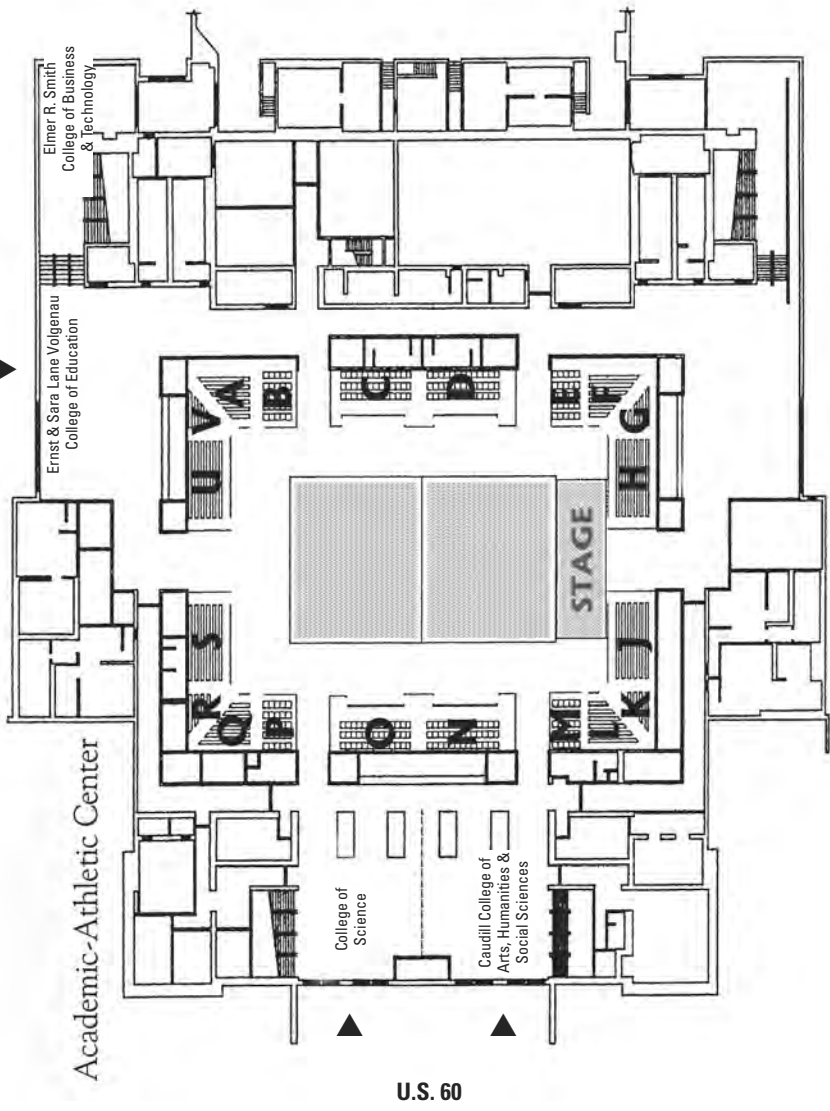 Academic-Athletic Center
Elmer R. Smith
College of Business
& Technology
Ernst & Sara Lane Volgenau
College of Education
A
B
C
D
E
F
G
H
J
K
L
M
N
O
P
Q
R
S
U
V
STAGE
College of
Science
Caudill College of
Arts, Humanities &
Social Sciences
U.S. 60